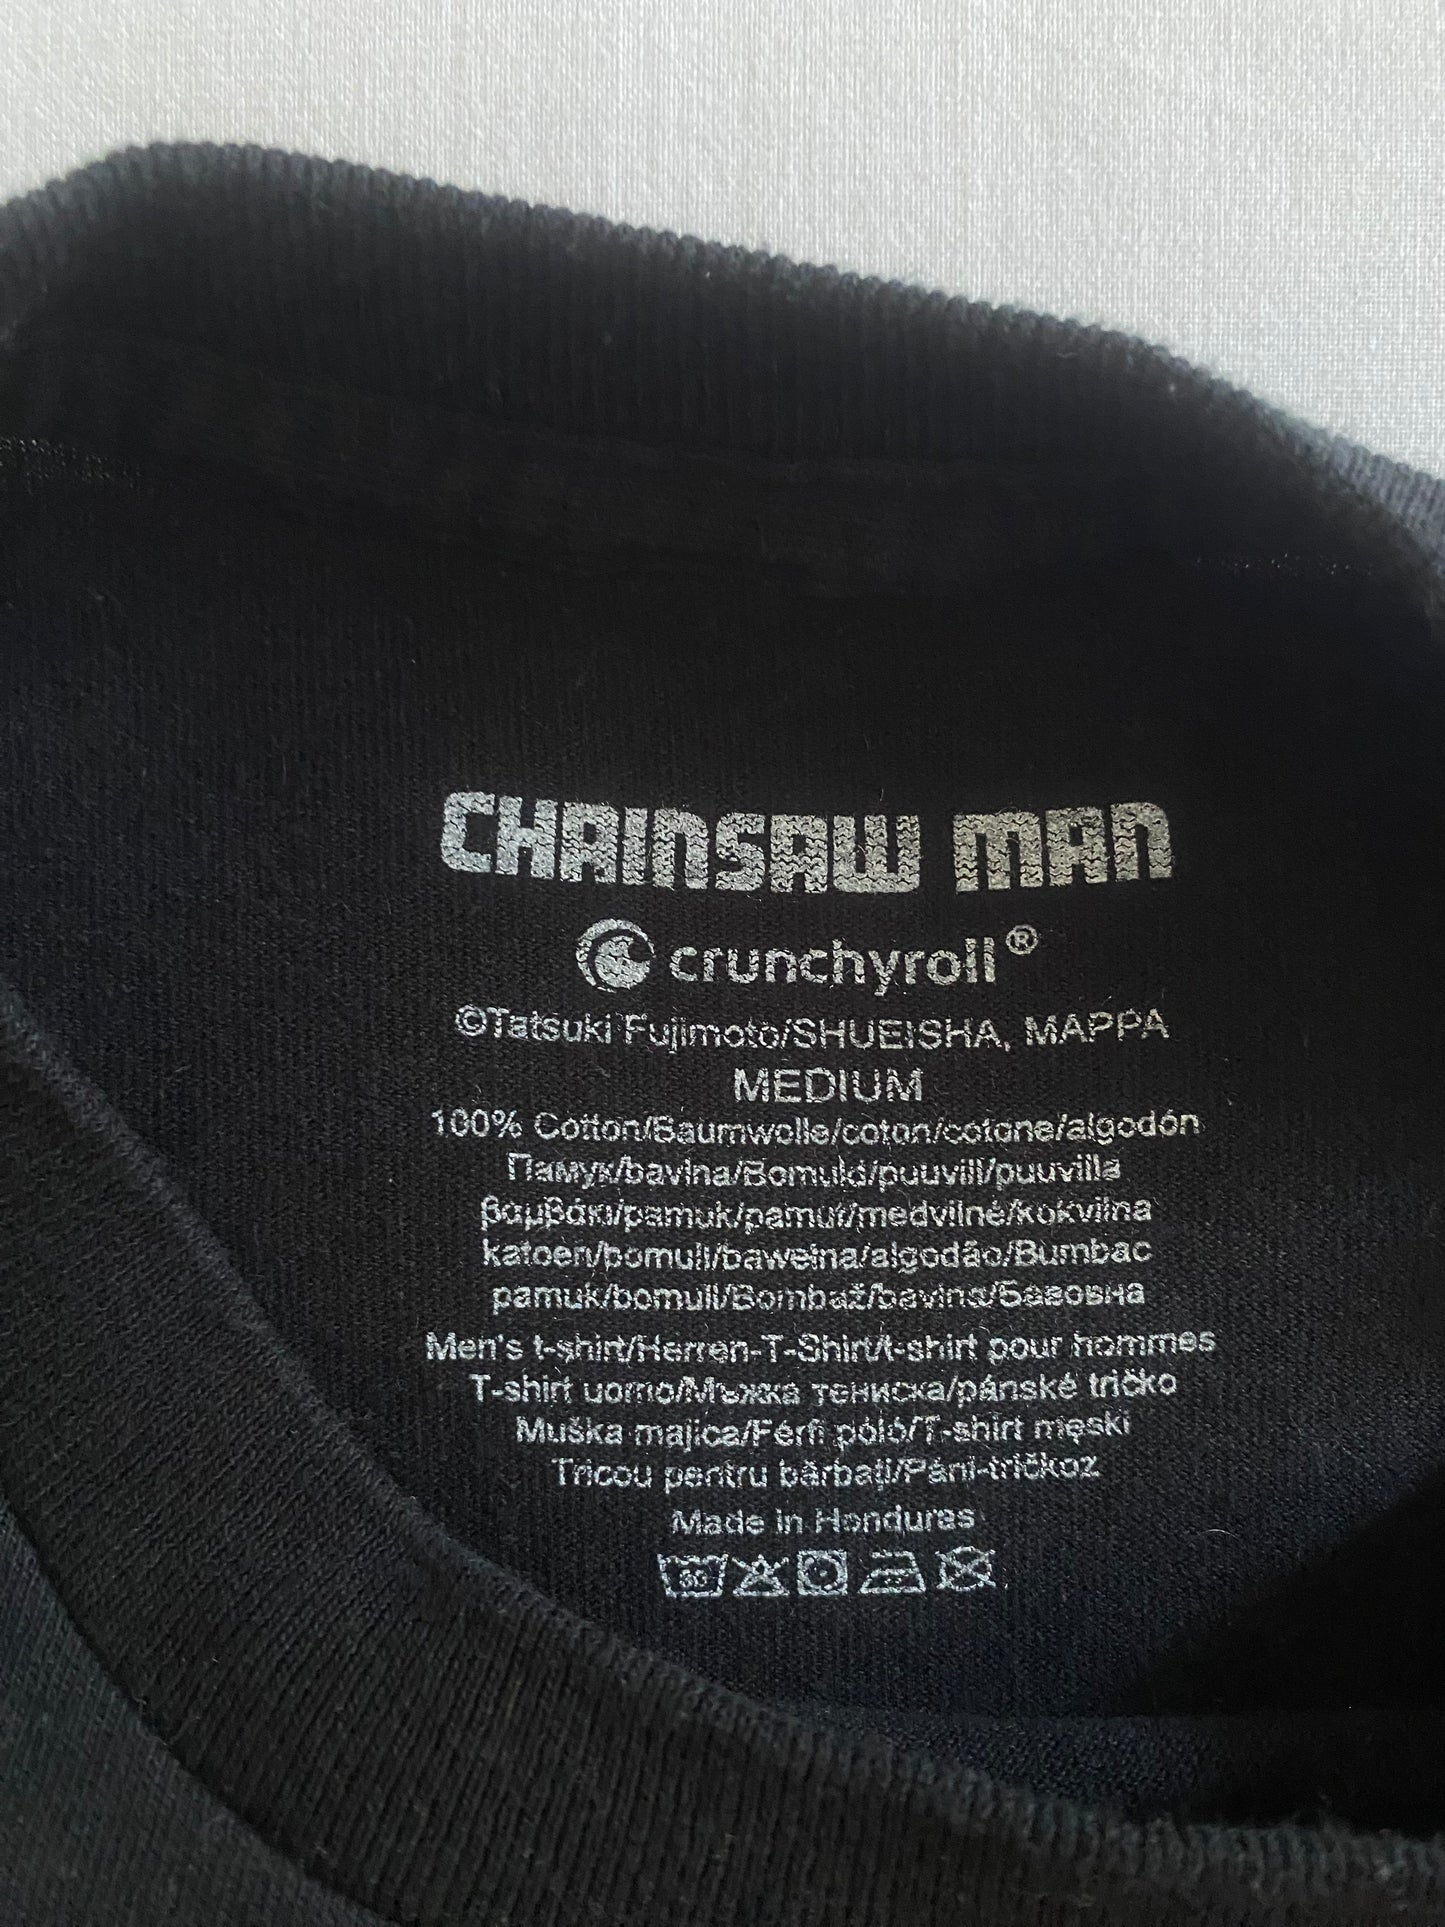 CHAINSAW MAN
crunchyroll®
©Tatsuki Fujimoto/SHUEISHA, MAPPA
MEDIUM
100% Cotton/Baumwolle/coton/cotone/algodón
Памук/bavlna/Bomuld/puuvill/puuvilla
βαμβάκι/pamuk/pamut/medvilnė/kokvilna
katoen/bomull/bawełna/algodão/Bumbac
pamuk/bomull/Bombaž/bavlna/Бавовна
Men's t-shirt/Herren-T-Shirt/t-shirt pour hommes
T-shirt uomo/Мъжка тениска/pánské tričko
Muška majica/Férfi póló/T-shirt męski
Tricou pentru bărbați/Páni-tričkoz
Made in Honduras
30